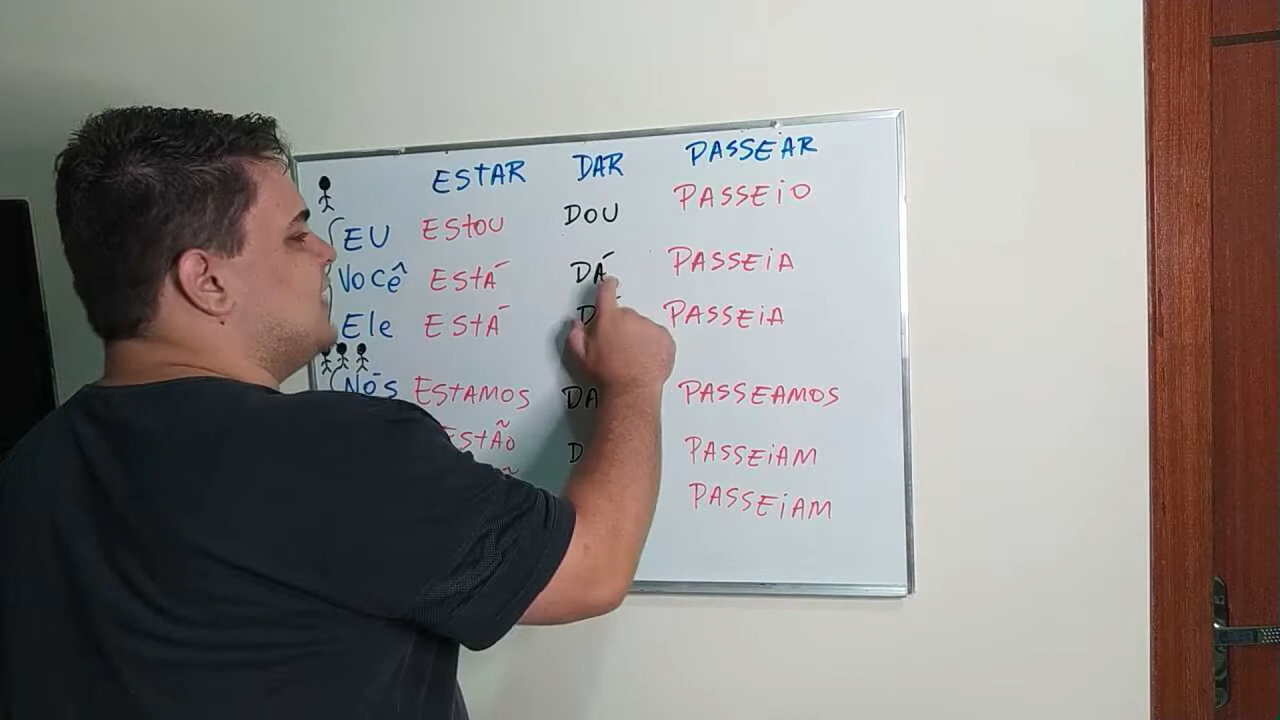 ESTAR DAR PASSEAR
EU ESTOU DOU PASSEIO
VOCÊ ESTÁ DÁ PASSEIA
Ele ESTÁ PASSEIA
NÓS ESTAMOS PASSEAMOS
ESTÃO PASSEIAM
PASSEIAM